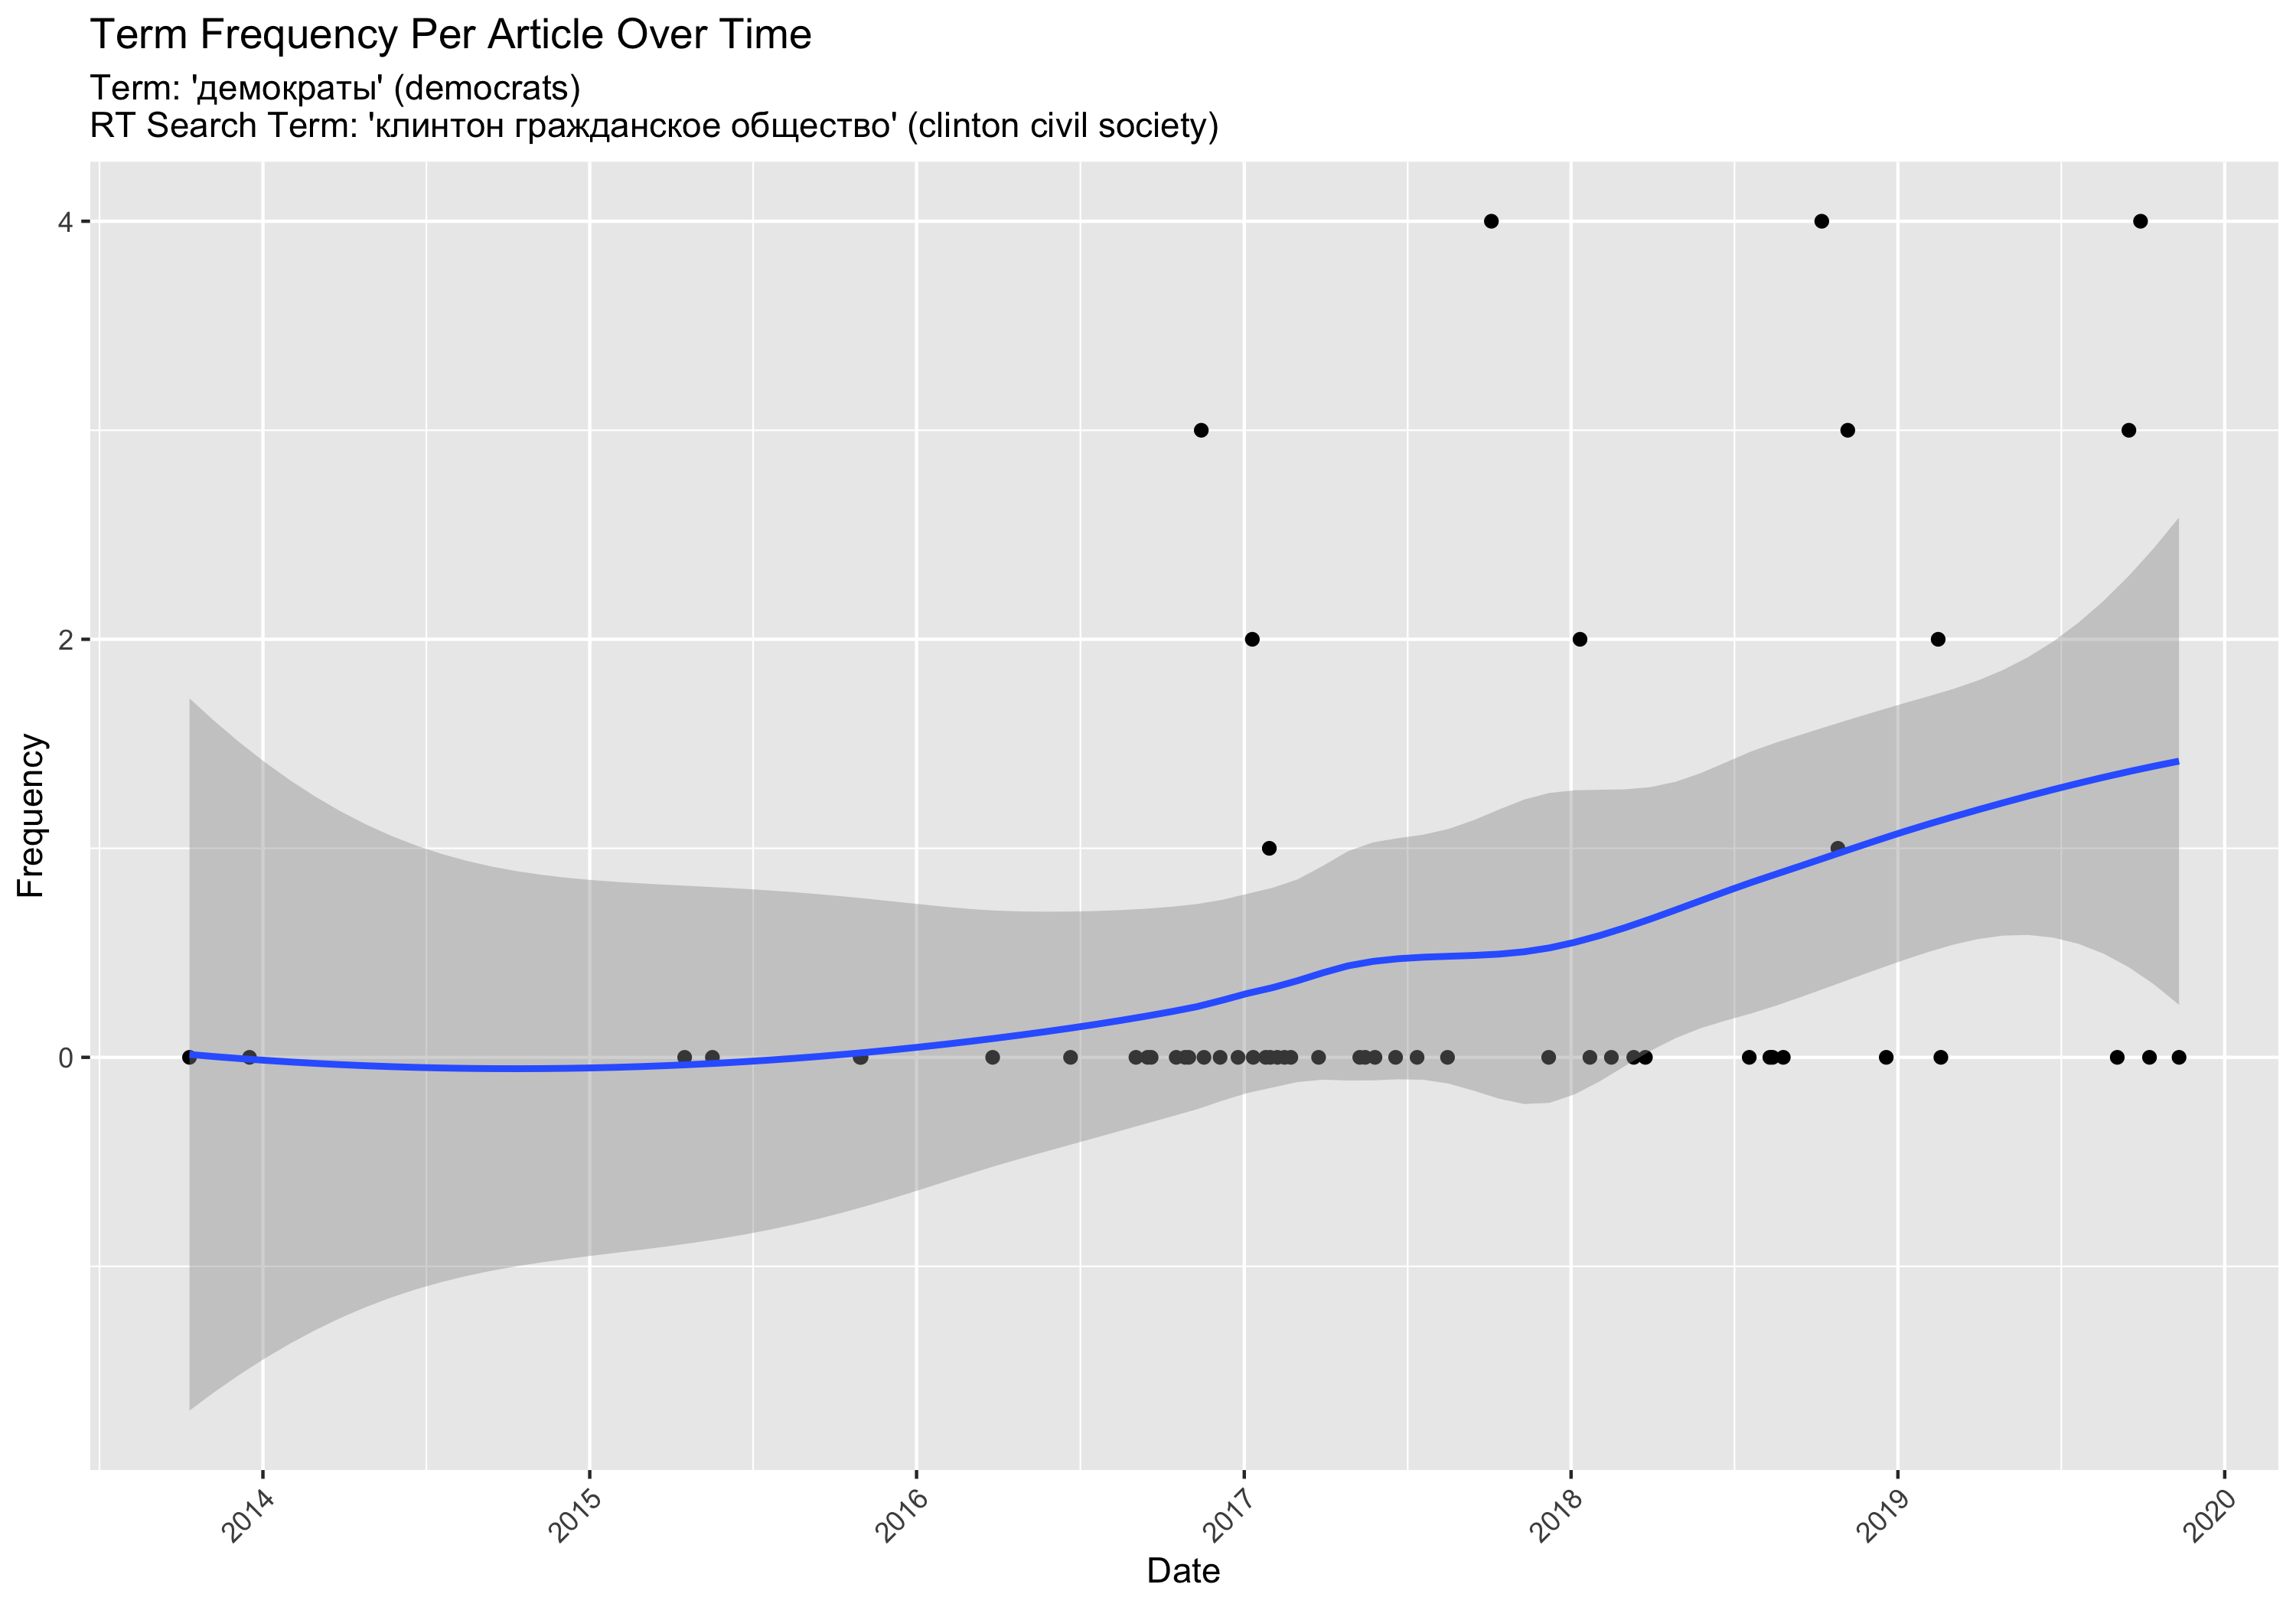 Term Frequency Per Article Over Time
Term: 'демократы' (democrats)
RT Search Term: 'клинтон гражданское общество' (clinton civil society)
4
2
0
Frequency
2014
2015
2016
2017
2018
2019
2020
Date